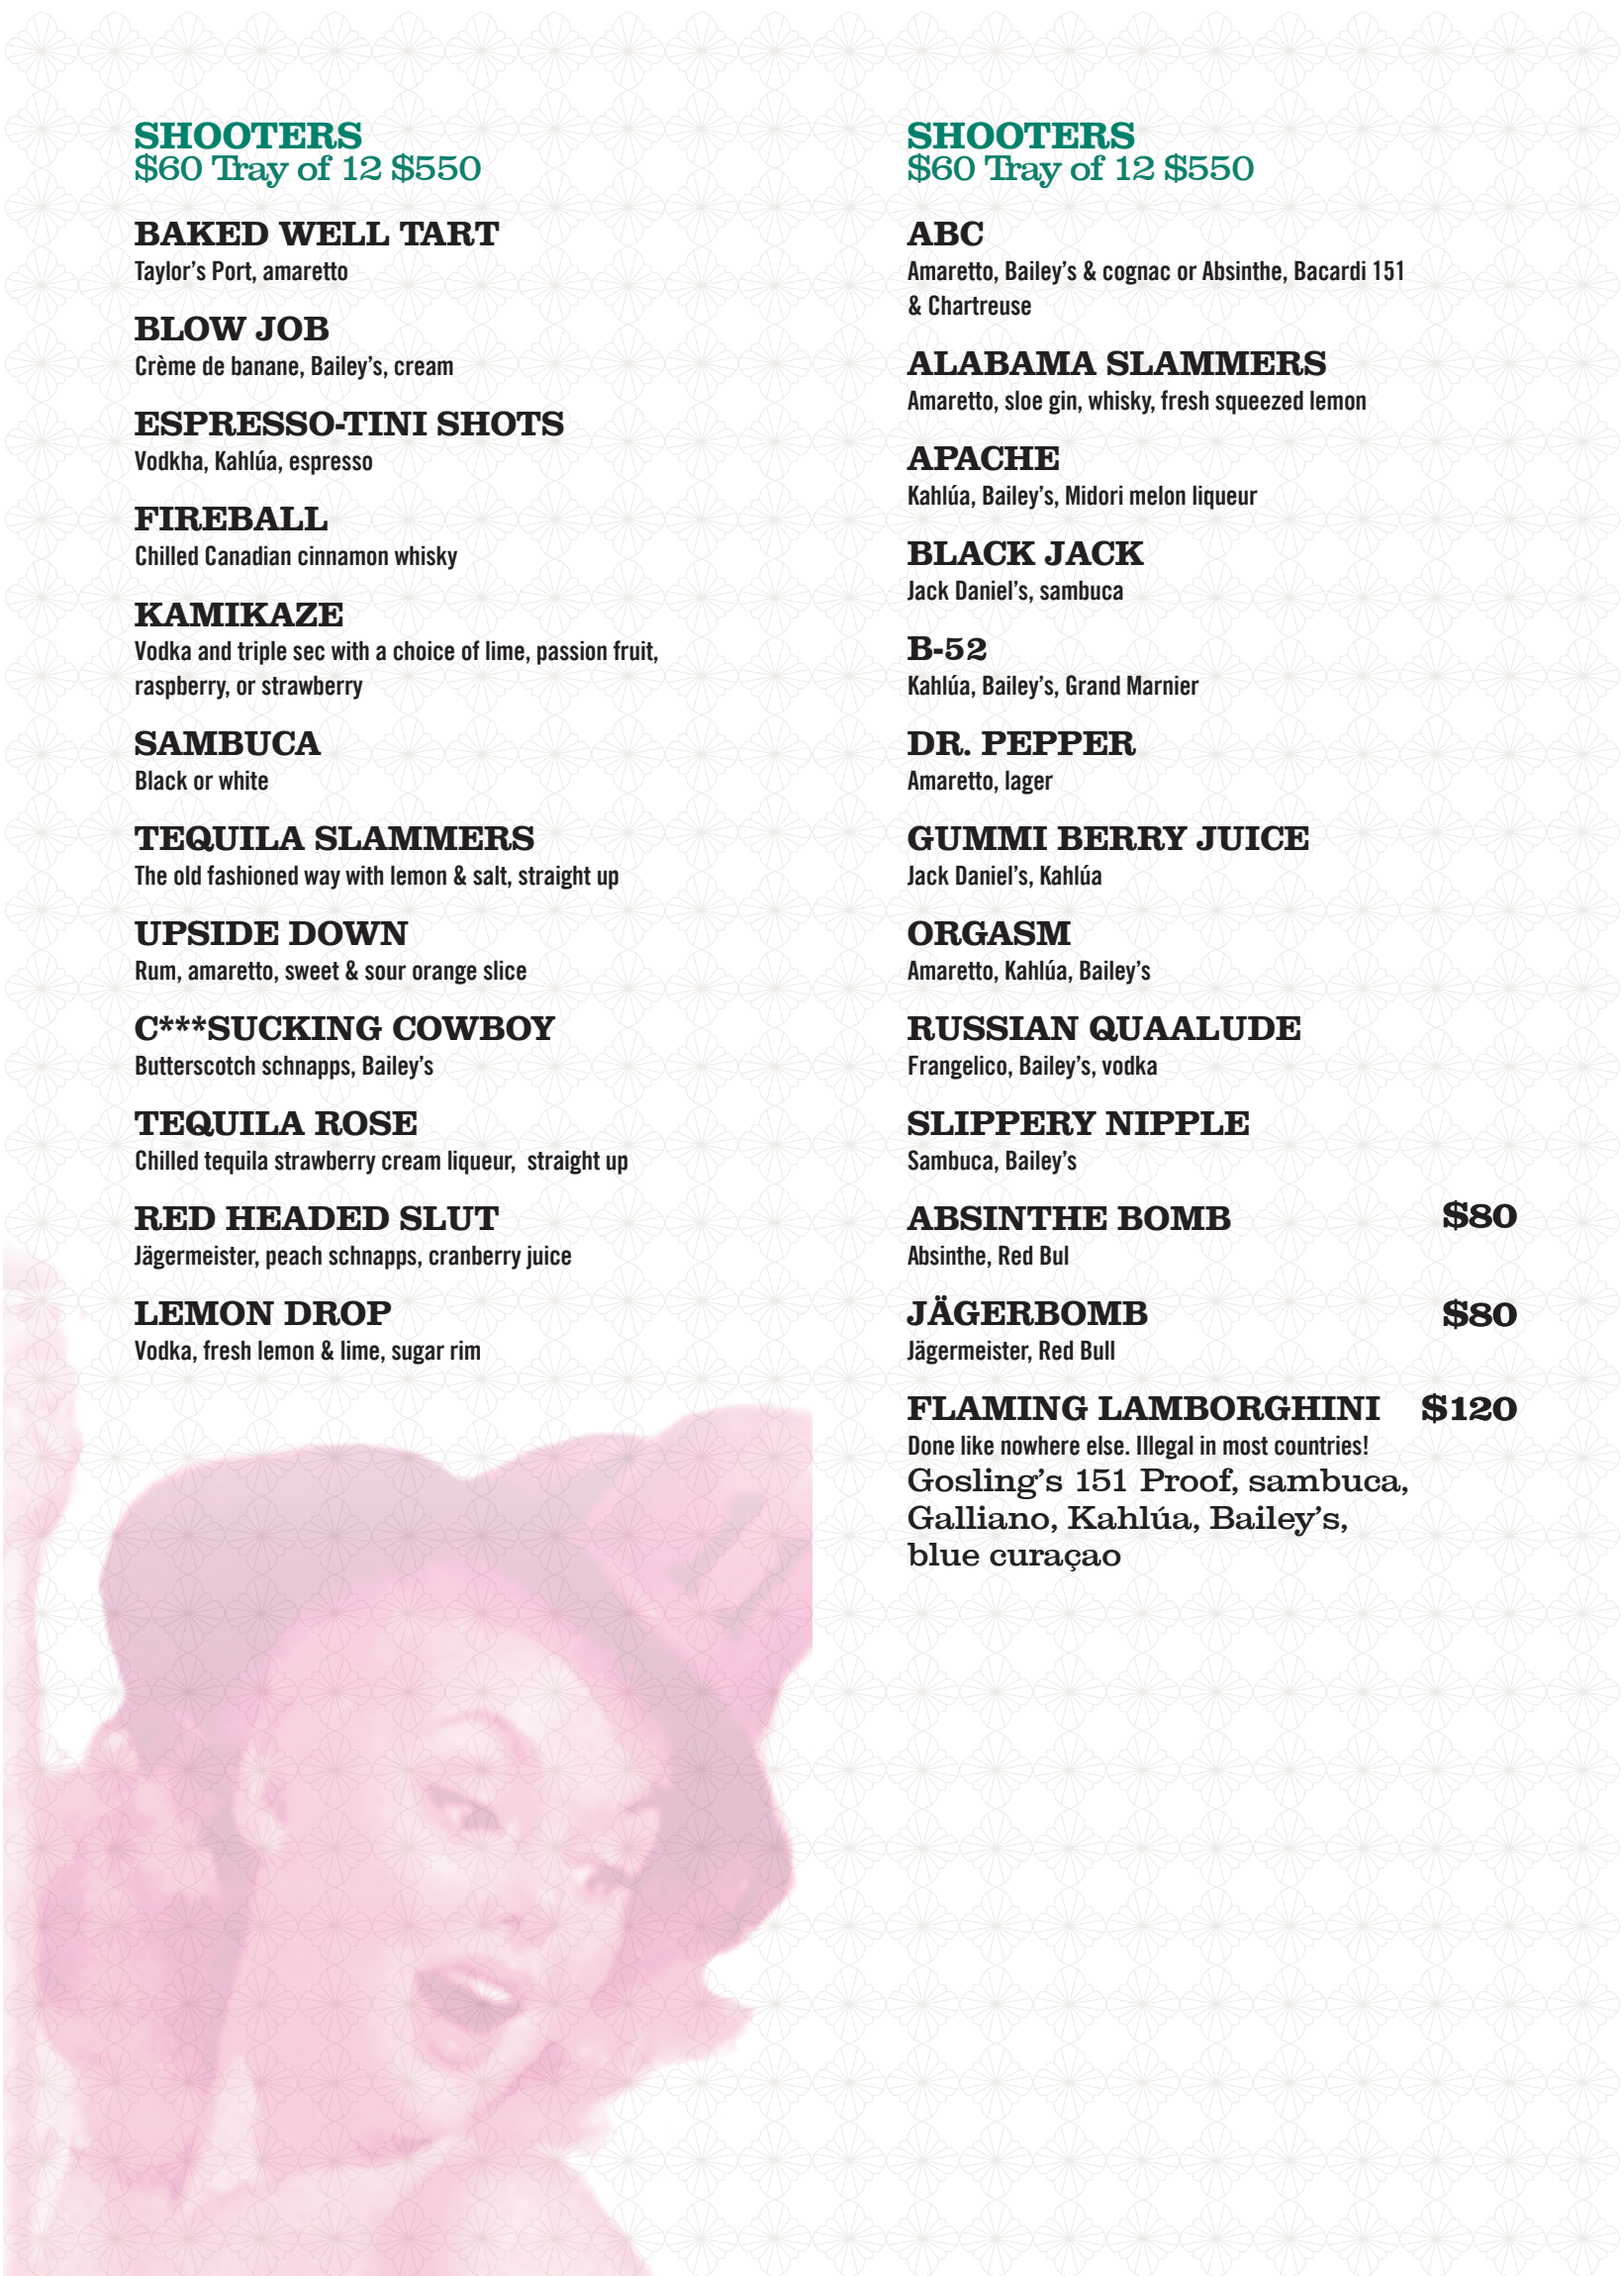 SHOOTERS
$60 Tray of 12 $550
BAKED WELL TART
Taylor's Port, amaretto
BLOW JOB
Crème de banane, Bailey's, cream
ESPRESSO-TINI SHOTS
Vodkha, Kahlúa, espresso
FIREBALL
Chilled Canadian cinnamon whisky
KAMIKAZE
Vodka and triple sec with a choice of lime, passion fruit,
raspberry, or strawberry
SAMBUCA
Black or white
TEQUILA SLAMMERS
The old fashioned way with lemon & salt, straight up
UPSIDE DOWN
Rum, amaretto, sweet & sour orange slice
C***SUCKING COWBOY
Butterscotch schnapps, Bailey's
TEQUILA ROSE
Chilled tequila strawberry cream liqueur, straight up
RED HEADED SLUT
Jägermeister, peach schnapps, cranberry juice
LEMON DROP
Vodka, fresh lemon & lime, sugar rim
SHOOTERS
$60 Tray of 12 $550
ABC
Amaretto, Bailey's & cognac or Absinthe, Bacardi 151
& Chartreuse
ALABAMA SLAMMERS
Amaretto, sloe gin, whisky, fresh squeezed lemon
APACHE
Kahlúa, Bailey's, Midori melon liqueur
BLACK JACK
Jack Daniel's, sambuca
B-52
Kahlúa, Bailey's, Grand Marnier
DR. PEPPER
Amaretto, lager
GUMMI BERRY JUICE
Jack Daniel's, Kahlúa
ORGASM
Amaretto, Kahlúa, Bailey's
RUSSIAN QUAALUDE
Frangelico, Bailey's, vodka
SLIPPERY NIPPLE
Sambuca, Bailey's
ABSINTHE BOMB $80
Absinthe, Red Bul
JÄGERBOMB $80
Jägermeister, Red Bull
FLAMING LAMBORGHINI $120
Done like nowhere else. Illegal in most countries!
Gosling's 151 Proof, sambuca,
Galliano, Kahlúa, Bailey's,
blue curaçao